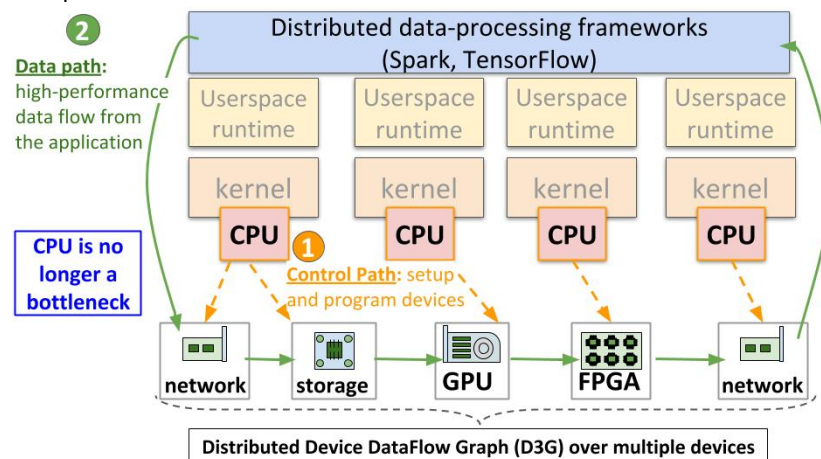 2
Distributed data-processing frameworks
(Spark, TensorFlow)
Data path:
high-performance
data flow from
the application
Userspace
runtime
Userspace
runtime
Userspace
runtime
Userspace
runtime
kernel
kernel
kernel
kernel
CPU
CPU
CPU
CPU
CPU is no
longer a
bottleneck
1
Control Path: setup
and program devices
network
storage
GPU
FPGA
network
Distributed Device DataFlow Graph (D3G) over multiple devices